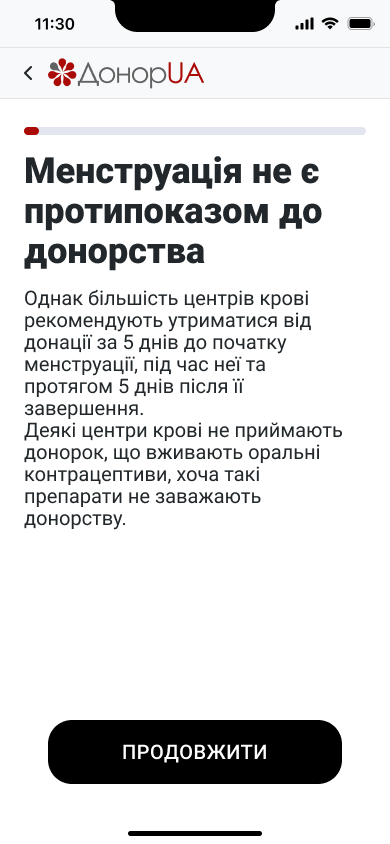 11:30
ДонорUA
Менструація не є
протипоказом до
донорства
Однак більшість центрів крові
рекомендують утриматися від
донації за 5 днів до початку
менструації, під час неї та
протягом 5 днів після її
завершення.
Деякі центри крові не приймають
донорок, що вживають оральні
контрацептиви, хоча такі
препарати не заважають
донорству.
ПРОДОВЖИТИ